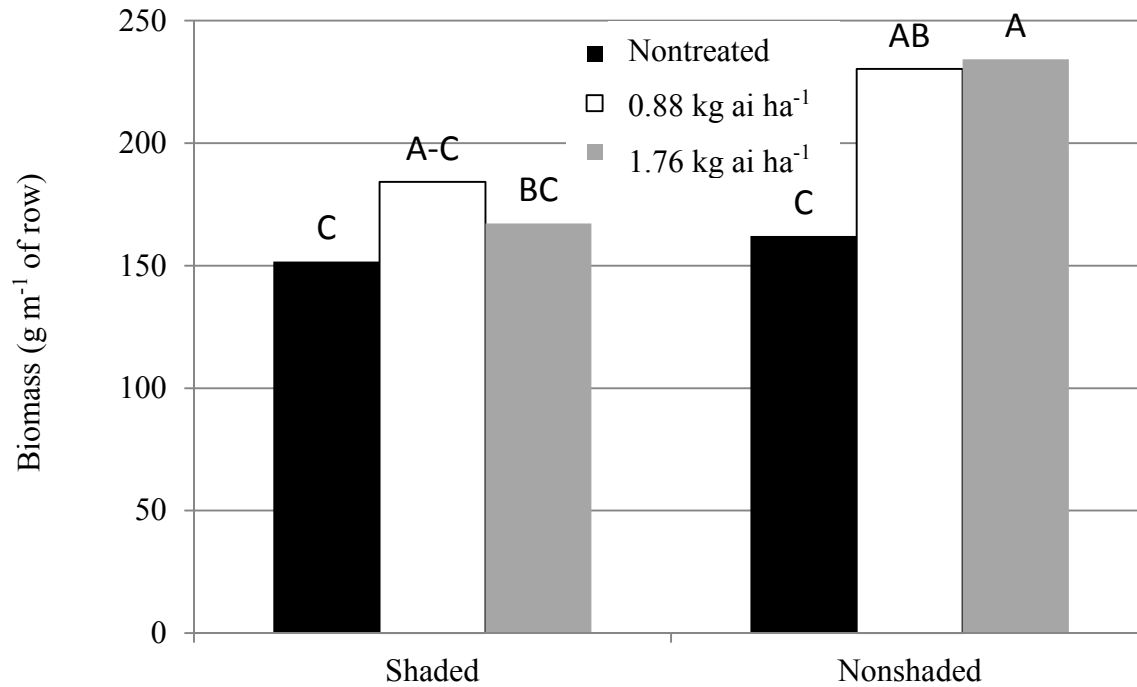 Biomass (g m⁻¹ of row)
250
200
150
100
50
0
Nontreated
0.88 kg ai ha⁻¹
1.76 kg ai ha⁻¹
C
A-C
BC
C
AB
A
Shaded
Nonshaded